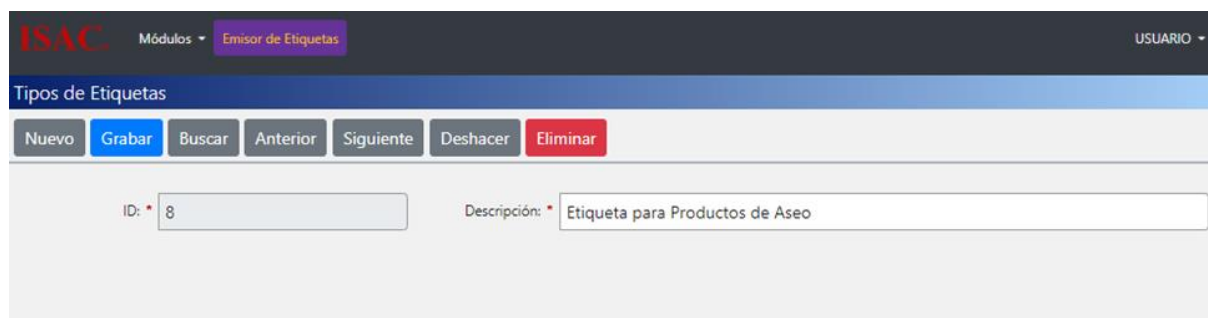 ISAC. Módulos Emisor de Etiquetas USUARIO
Tipos de Etiquetas
Nuevo Grabar Buscar Anterior Siguiente Deshacer Eliminar
ID: * 8 Descripción: * Etiqueta para Productos de Aseo